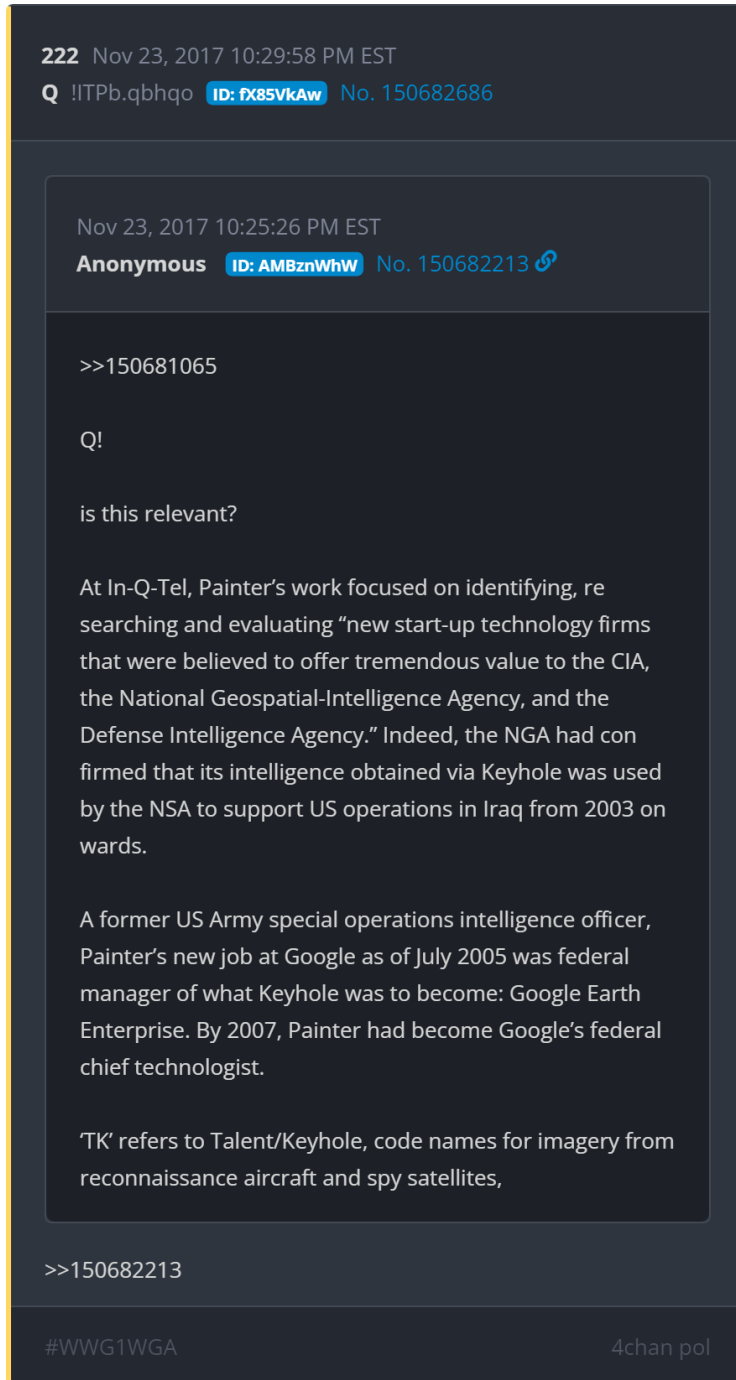 222 Nov 23, 2017 10:29:58 PM EST
Q !ITPb.qbhqo ID: fX85VkAw No. 150682686
Nov 23, 2017 10:25:26 PM EST
Anonymous ID: AMBznWhW No. 150682213
>>150681065
Q!
is this relevant?
At In-Q-Tel, Painter’s work focused on identifying, re
searching and evaluating “new start-up technology firms
that were believed to offer tremendous value to the CIA,
the National Geospatial-Intelligence Agency, and the
Defense Intelligence Agency.” Indeed, the NGA had con
firmed that its intelligence obtained via Keyhole was used
by the NSA to support US operations in Iraq from 2003 on
wards.
A former US Army special operations intelligence officer,
Painter’s new job at Google as of July 2005 was federal
manager of what Keyhole was to become: Google Earth
Enterprise. By 2007, Painter had become Google’s federal
chief technologist.
‘TK’ refers to Talent/Keyhole, code names for imagery from
reconnaissance aircraft and spy satellites,
>>150682213
#WWG1WGA 4chan pol